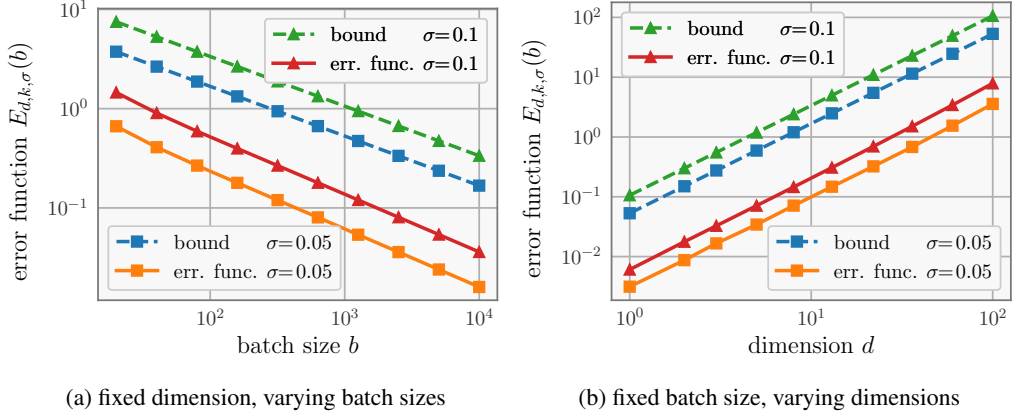 error function E_{d,k,σ}(b)
10^1
10^0
10^{-1}
bound σ=0.1
err. func. σ=0.1
bound σ=0.05
err. func. σ=0.05
10^2
10^3
10^4
batch size b
(a) fixed dimension, varying batch sizes
error function E_{d,k,σ}(b)
10^2
10^1
10^0
10^{-1}
10^{-2}
bound σ=0.1
err. func. σ=0.1
bound σ=0.05
err. func. σ=0.05
10^0
10^1
10^2
dimension d
(b) fixed batch size, varying dimensions